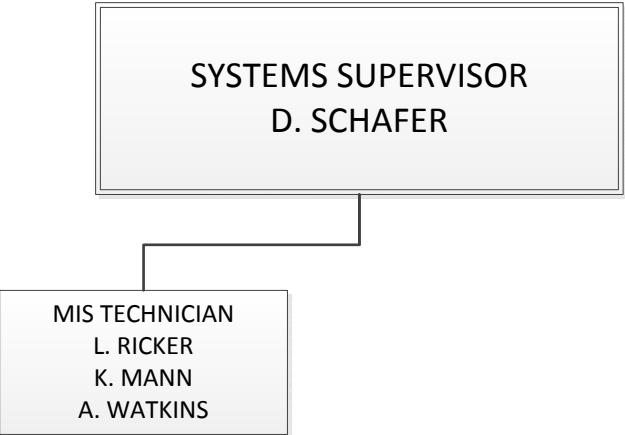 SYSTEMS SUPERVISOR
D. SCHAFER
MIS TECHNICIAN
L. RICKER
K. MANN
A. WATKINS